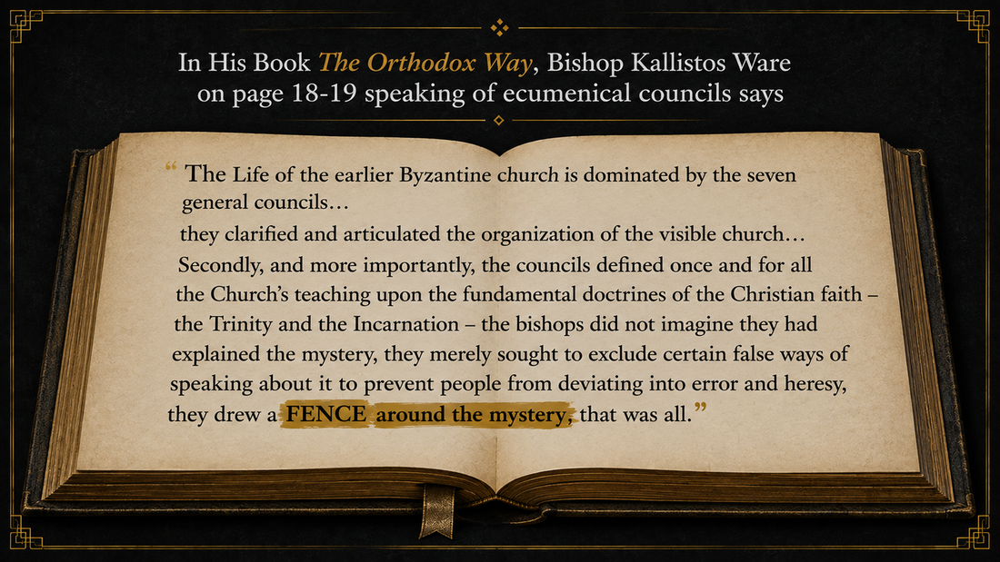 In His Book The Orthodox Way, Bishop Kallistos Ware
on page 18-19 speaking of ecumenical councils says
“ The Life of the earlier Byzantine church is dominated by the seven
general councils…
they clarified and articulated the organization of the visible church…
Secondly, and more importantly, the councils defined once and for all
the Church’s teaching upon the fundamental doctrines of the Christian faith –
the Trinity and the Incarnation – the bishops did not imagine they had
explained the mystery, they merely sought to exclude certain false ways of
speaking about it to prevent people from deviating into error and heresy,
they drew a FENCE around the mystery, that was all.”